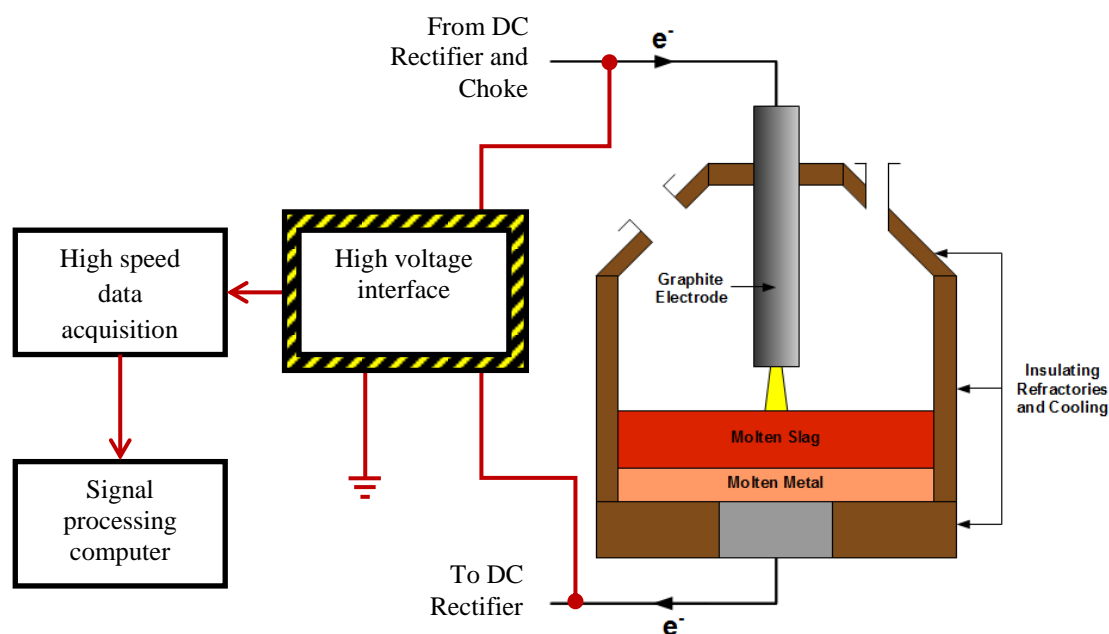 From DC
Rectifier and
Choke
e-
High speed
data
acquisition
High voltage
interface
Graphite
Electrode
Insulating
Refractories
and Cooling
Molten Slag
Molten Metal
Signal
processing
computer
To DC
Rectifier
e-